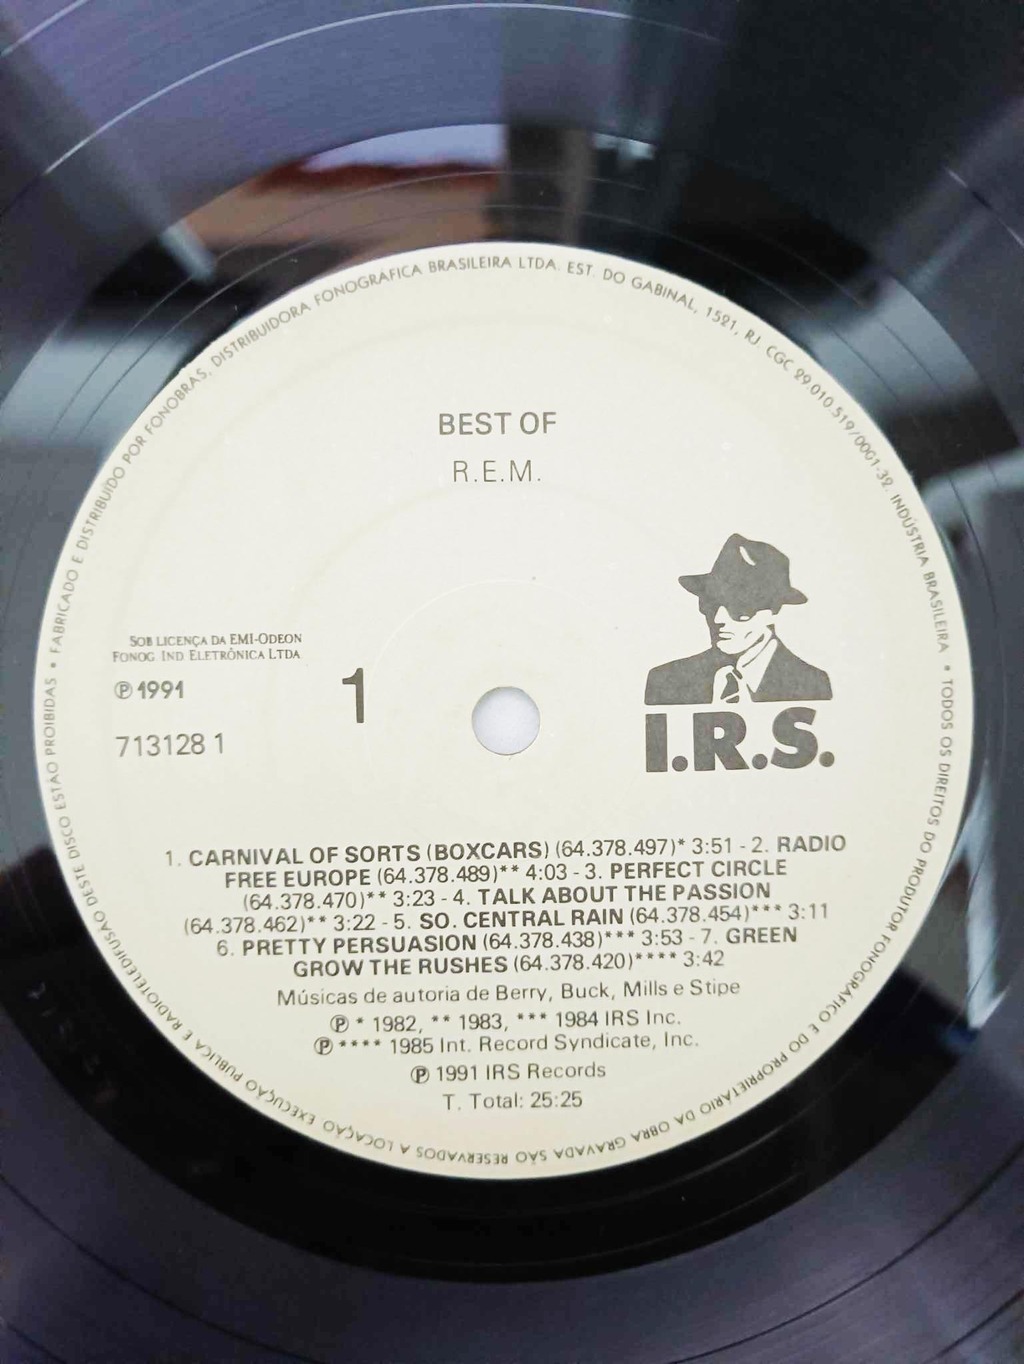 BEST OF
R.E.M.
SOB LICENÇA DA EMI-ODEON
FONOG IND ELETRÔNICA LTDA
℗ 1991
713128 1
1
I.R.S.
1. CARNIVAL OF SORTS (BOXCARS) (64.378.497)* 3:51 - 2. RADIO
FREE EUROPE (64.378.489)** 4:03 - 3. PERFECT CIRCLE
(64.378.470)** 3:23 - 4. TALK ABOUT THE PASSION
(64.378.462)** 3:22 - 5. SO. CENTRAL RAIN (64.378.454)*** 3:11
6. PRETTY PERSUASION (64.378.438)*** 3:53 - 7. GREEN
GROW THE RUSHES (64.378.420)**** 3:42
Músicas de autoria de Berry, Buck, Mills e Stipe
℗ * 1982, ** 1983, *** 1984 IRS Inc.
℗ **** 1985 Int. Record Syndicate, Inc.
℗ 1991 IRS Records
T. Total: 25:25
• FABRICADO E DISTRIBUIDO POR FONOBRAS, DISTRIBUIDORA FONOGRAFICA BRASILEIRA LTDA. EST. DO GABINAL, 1521, RJ. CGC 29.010.519/0001-32. INDÚSTRIA BRASILEIRA • TODOS OS DIREITOS DO PRODUTOR FONOGRÁFICO E DO PROPRIETÁRIO DA OBRA GRAVADA SÃO RESERVADOS A LOCAÇÃO, EXECUÇÃO PUBLICA E RADIOTELEDIFUSÃO DESTE DISCO ESTÃO PROIBIDAS